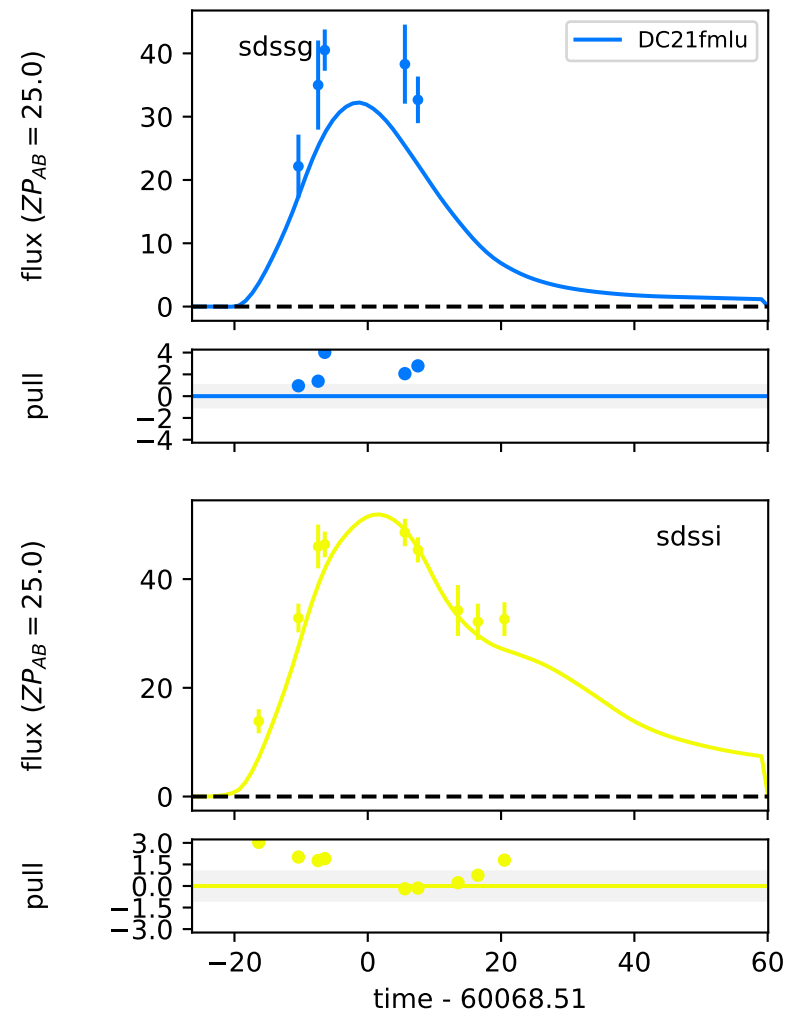 sdssg
DC21fmlu
flux (ZP_AB = 25.0)
40
30
20
10
0
pull
4
2
0
−2
−4
sdssi
flux (ZP_AB = 25.0)
40
20
0
pull
3.0
1.5
0.0
−1.5
−3.0
−20 0 20 40 60
time - 60068.51